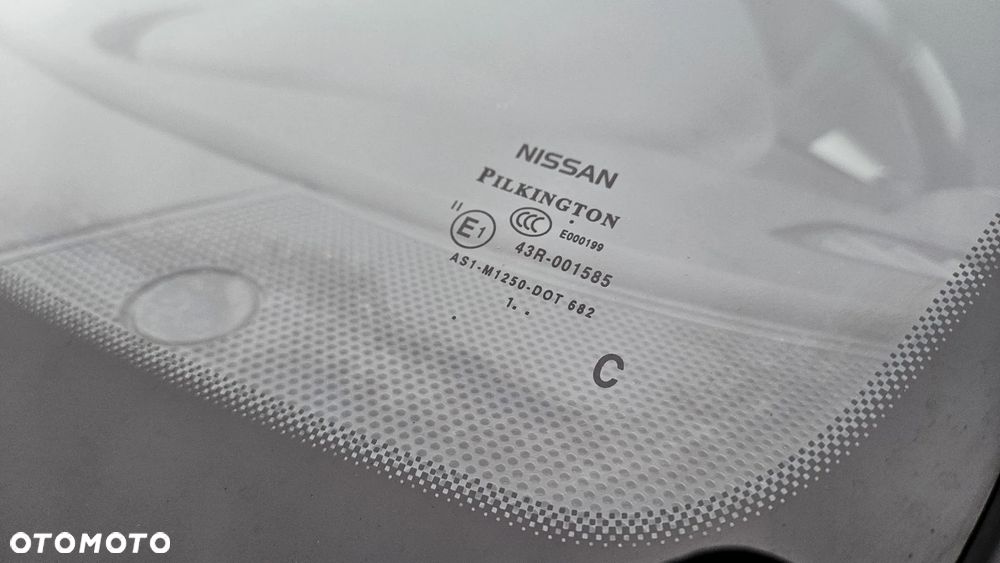 NISSAN
PILKINGTON
II
E1 CCC E000199
43R-001585
AS1-M1250-DOT 682
1. .
C
OTOMOTO